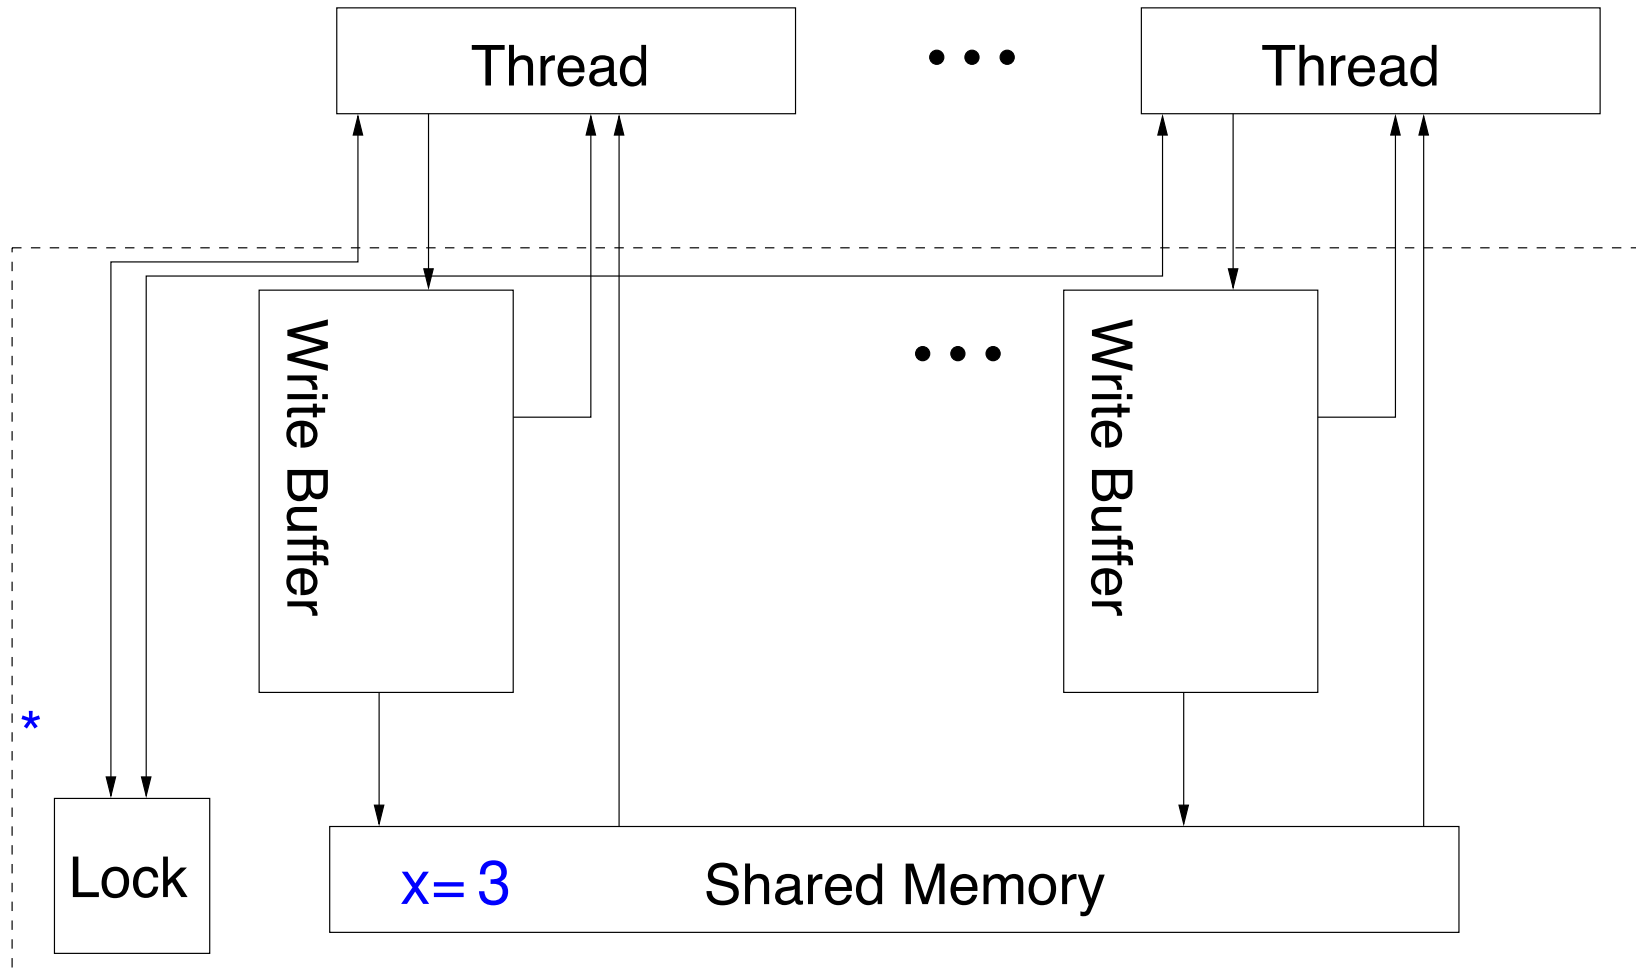 Thread
Thread
Write Buffer
Write Buffer
*
Lock
x= 3
Shared Memory